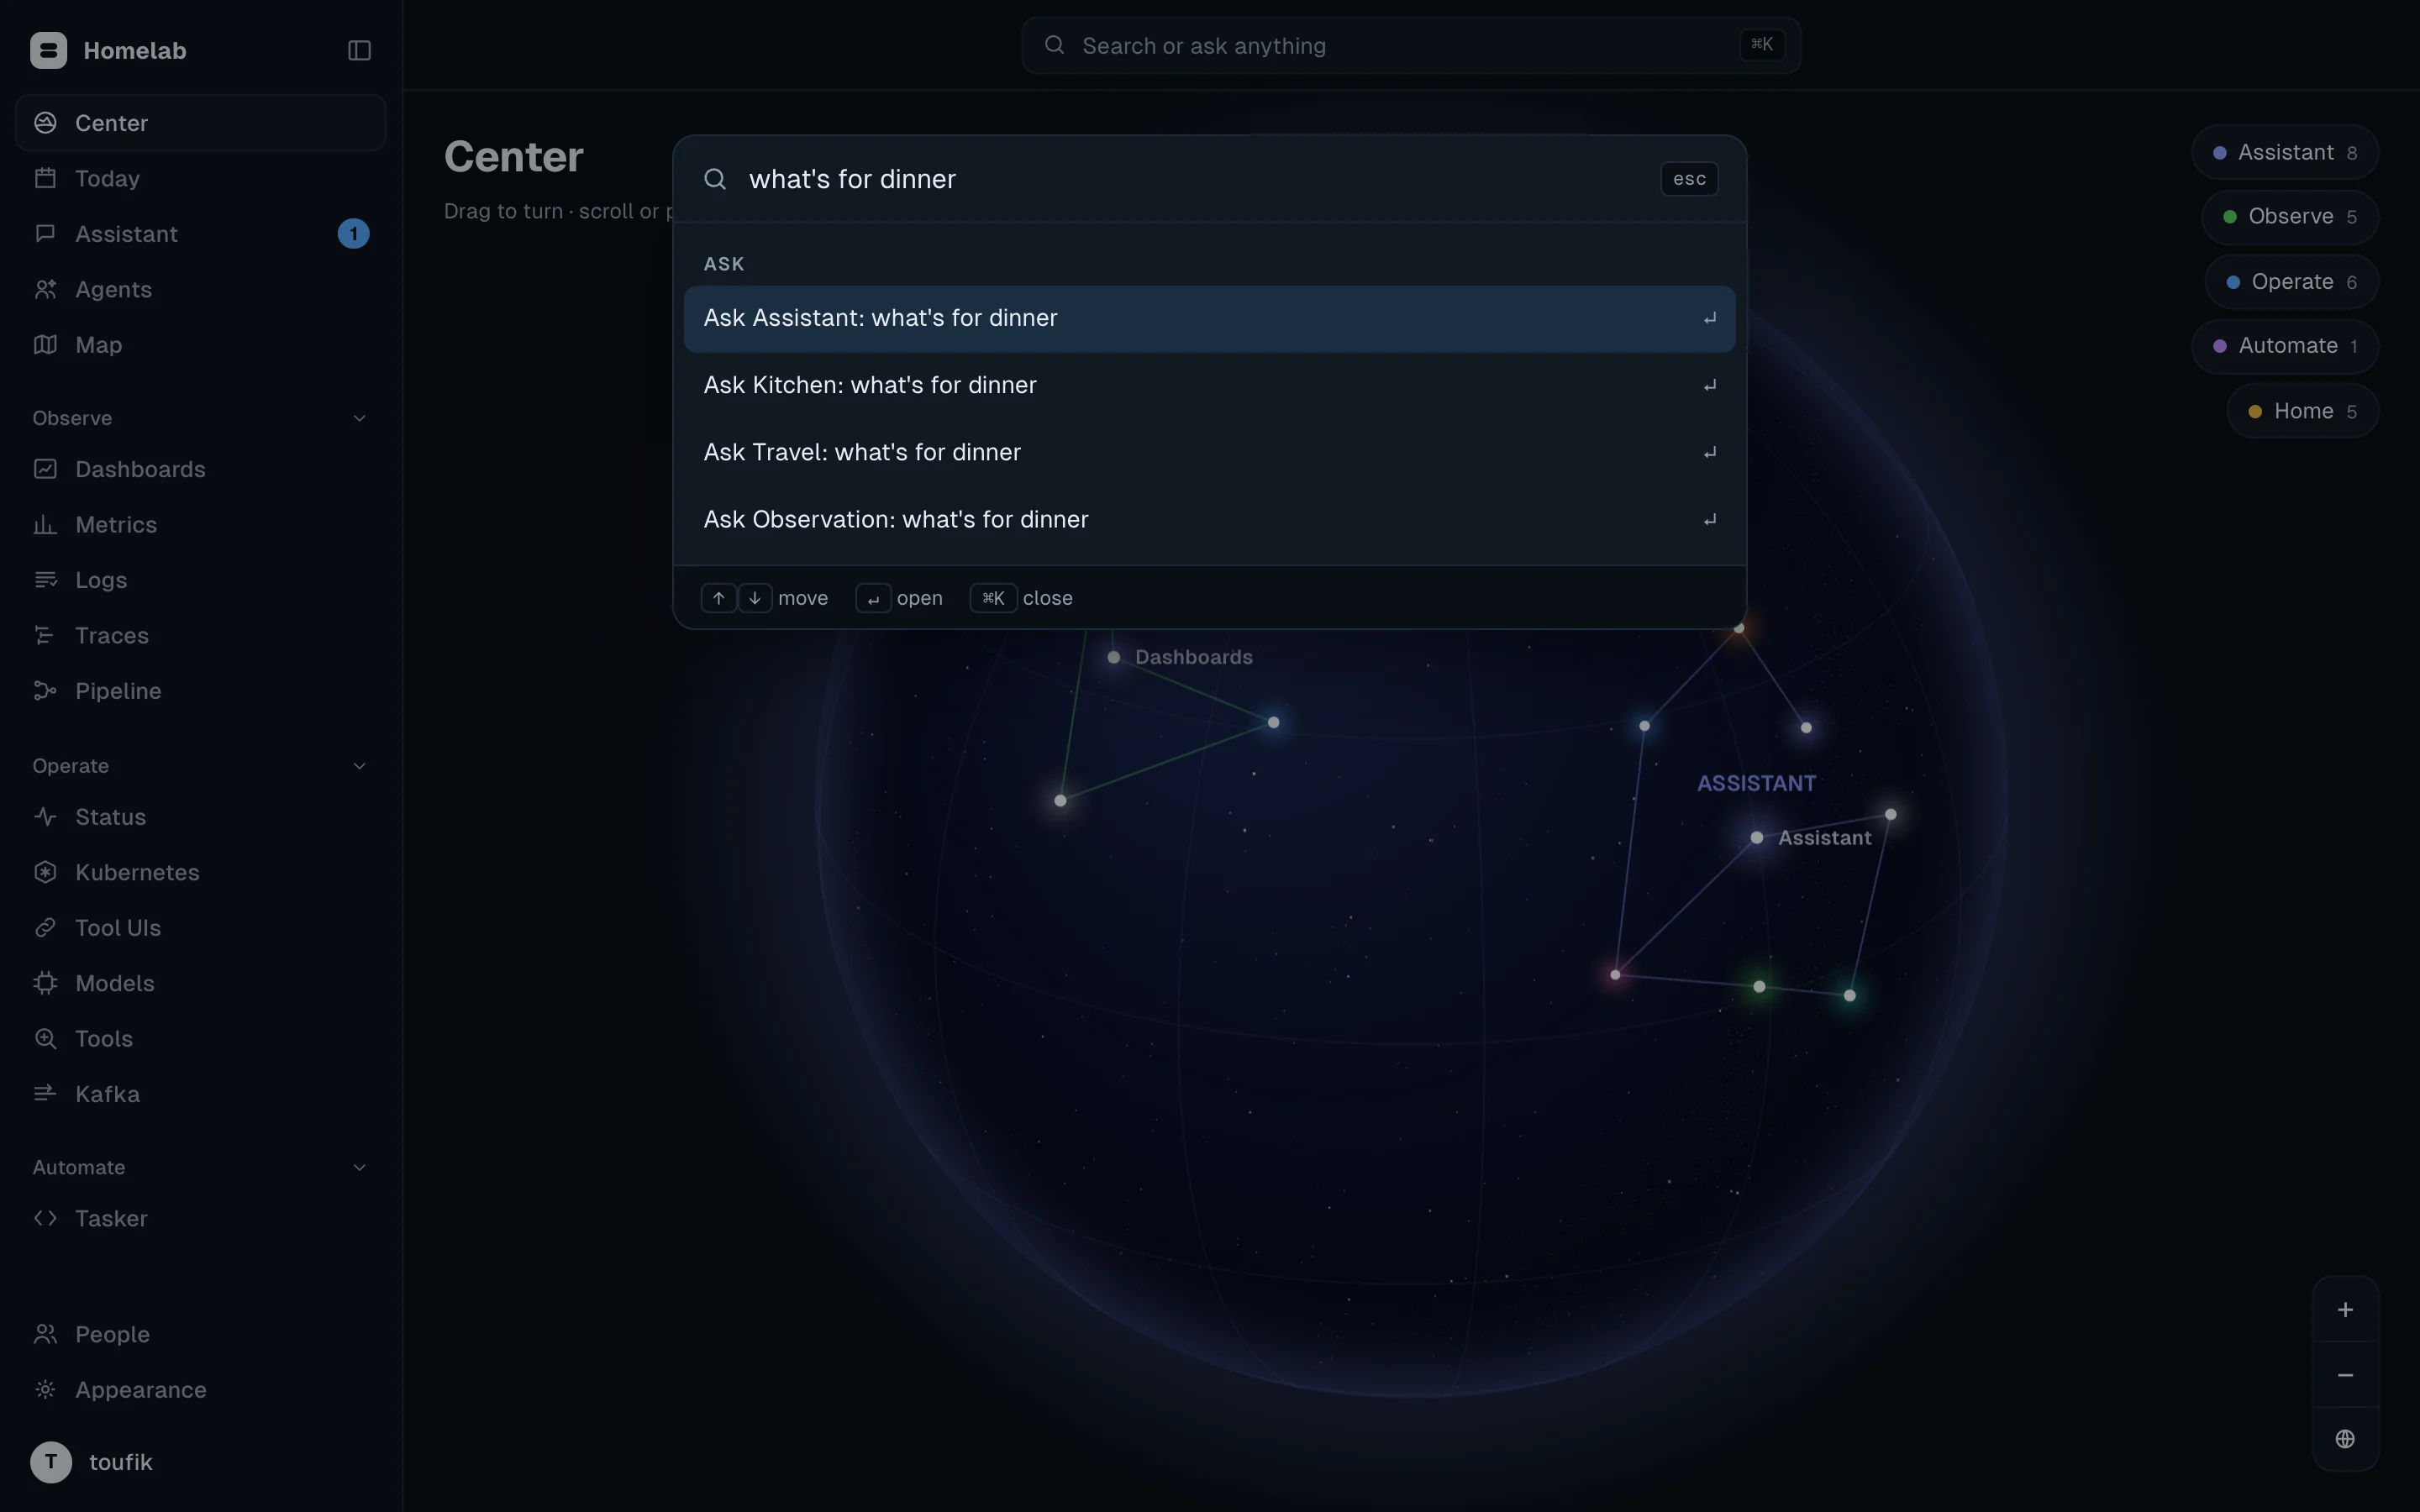 Homelab
Search or ask anything
⌘K
Center
Today
Assistant
1
Agents
Map
Observe
Dashboards
Metrics
Logs
Traces
Pipeline
Operate
Status
Kubernetes
Tool UIs
Models
Tools
Kafka
Automate
Tasker
People
Appearance
T
toufik
Center
Drag to turn · scroll or
what's for dinner
esc
ASK
Ask Assistant: what's for dinner
Ask Kitchen: what's for dinner
Ask Travel: what's for dinner
Ask Observation: what's for dinner
↑ ↓ move ↵ open ⌘K close
Assistant 8
Observe 5
Operate 6
Automate 1
Home 5
Dashboards
ASSISTANT
Assistant